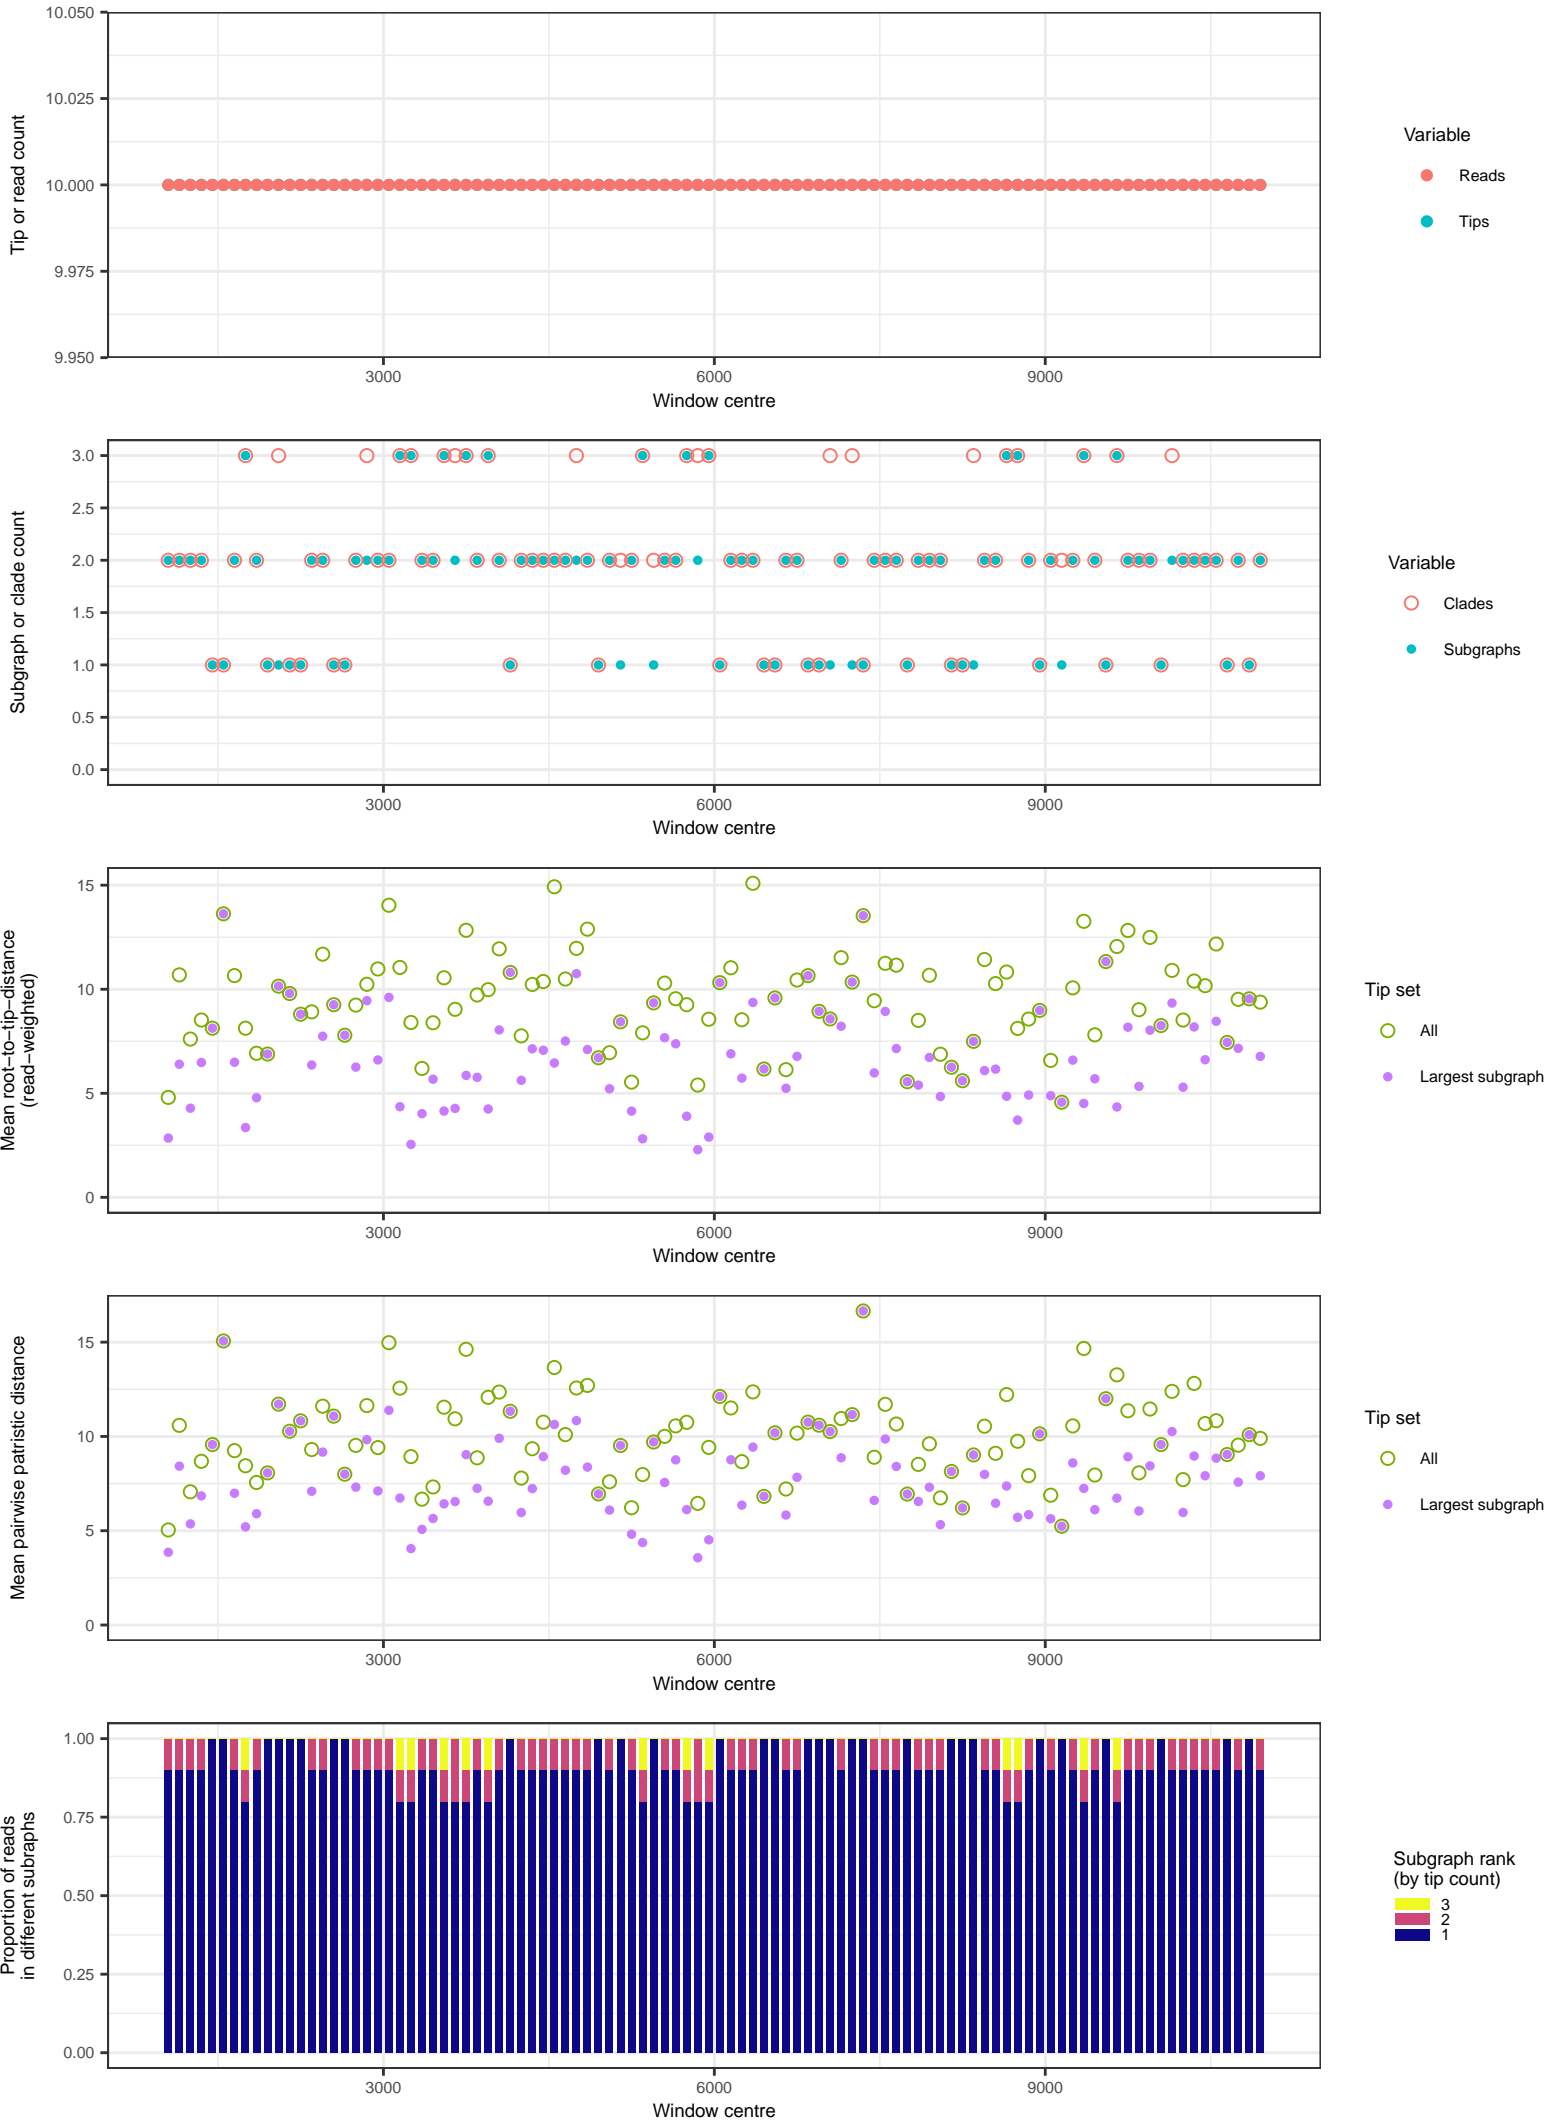 10.050
10.025
10.000
9.975
9.950
Tip or read count
3000
6000
9000
Window centre
Variable
Reads
Tips
3.0
2.5
2.0
1.5
1.0
0.5
0.0
Subgraph or clade count
3000
6000
9000
Window centre
Variable
Clades
Subgraphs
15
10
5
0
Mean root−to−tip−distance
(read−weighted)
3000
6000
9000
Window centre
Tip set
All
Largest subgraph
15
10
5
0
Mean pairwise patristic distance
3000
6000
9000
Window centre
Tip set
All
Largest subgraph
1.00
0.75
0.50
0.25
0.00
Proportion of reads
in different subraphs
3000
6000
9000
Window centre
Subgraph rank
(by tip count)
3
2
1